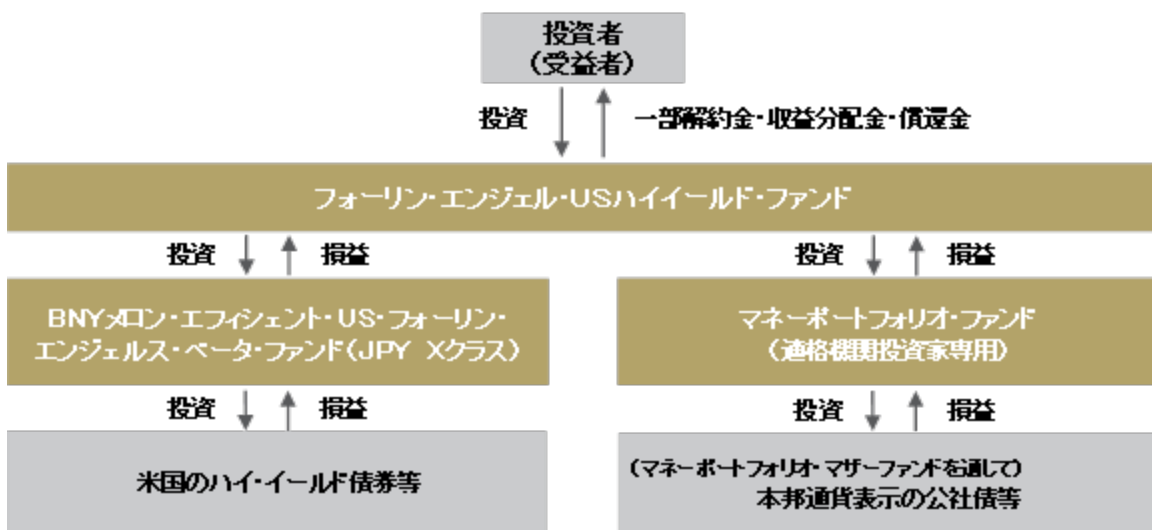 投資者
（受益者）
投資
一部解約金・収益分配金・償還金
フォーリン・エンジェル・USハイイールド・ファンド
投資
損益
投資
損益
BNYメロン・エフィシェント・US・フォーリン・
エンジェルス・ベータ・ファンド（JPY Xクラス）
マネーポートフォリオ・ファンド
（適格機関投資家専用）
投資
損益
投資
損益
米国のハイ・イールド債券等
（マネーポートフォリオ・マザーファンドを通して）
本邦通貨表示の公社債等